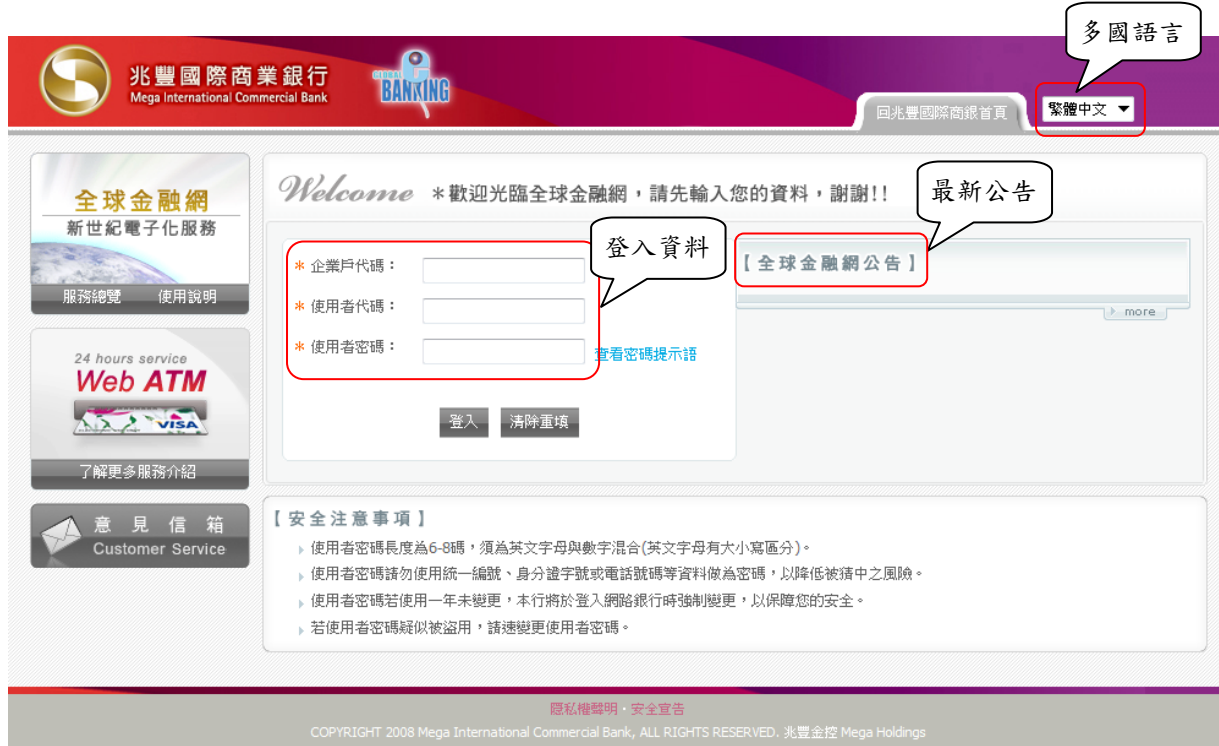 多國語言
兆豐國際商業銀行
Mega International Commercial Bank
GLOBAL
BANKING
回兆豐國際商銀首頁
繁體中文
全球金融網
新世紀電子化服務
服務總覽 使用說明
24 hours service
Web ATM
VISA
了解更多服務介紹
意見信箱
Customer Service
Welcome *歡迎光臨全球金融網,請先輸入您的資料,謝謝!!
最新公告
登入資料
* 企業戶代碼:
* 使用者代碼:
* 使用者密碼:
查看密碼提示語
登入 清除重填
【全球金融網公告】
more
【安全注意事項】
使用者密碼長度為6-8碼,須為英文字母與數字混合(英文字母有大小寫區分)。
使用者密碼請勿使用統一編號、身分證字號或電話號碼等資料做為密碼,以降低被猜中之風險。
使用者密碼若使用一年未變更,本行將於登入網路銀行時強制變更,以保障您的安全。
若使用者密碼疑似被盜用,請速變更使用者密碼。
隱私權聲明 · 安全宣告
COPYRIGHT 2008 Mega International Commercial Bank, ALL RIGHTS RESERVED. 兆豐金控 Mega Holdings